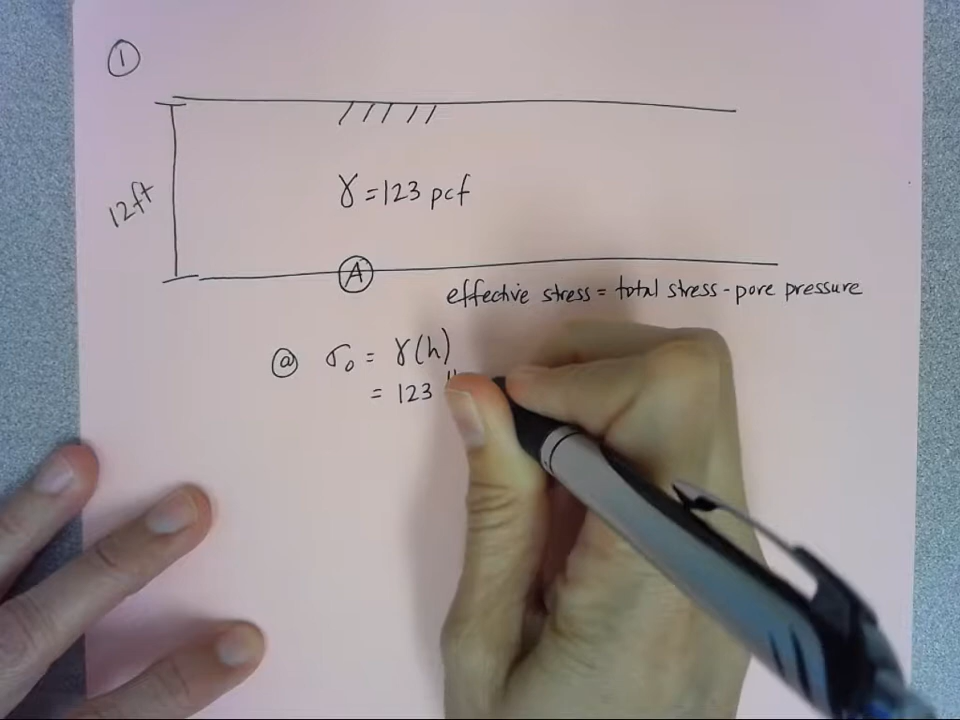 1
12ft
γ = 123 pcf
A
effective stress = total stress - pore pressure
@ σ₀ = γ(h)
= 123